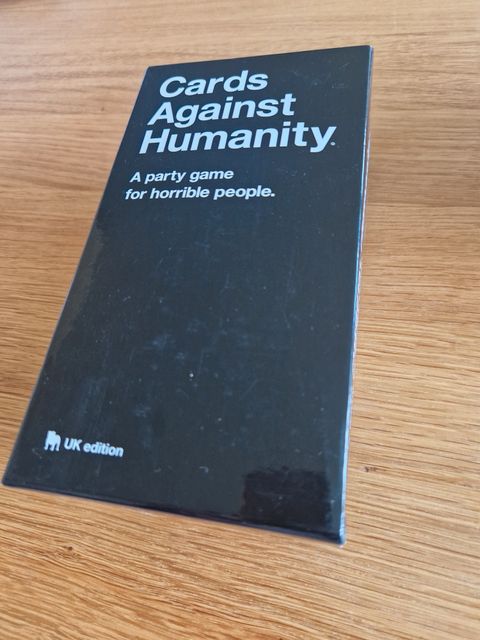 Cards
Against
Humanity.
A party game
for horrible people.
UK edition